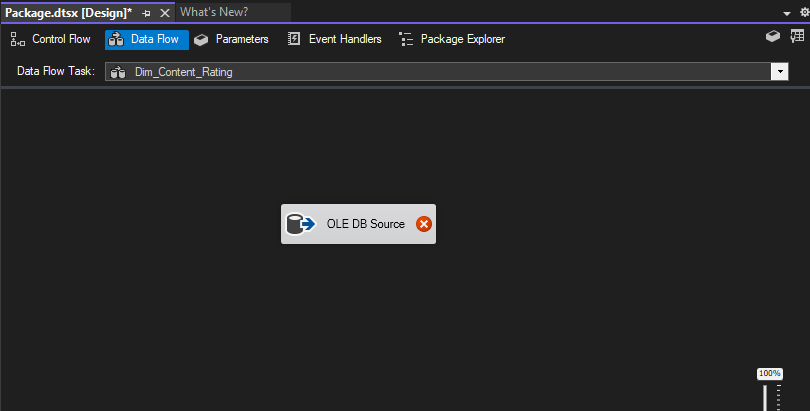 Package.dtsx [Design]* What's New?
Control Flow Data Flow Parameters Event Handlers Package Explorer
Data Flow Task: Dim_Content_Rating
OLE DB Source
100%